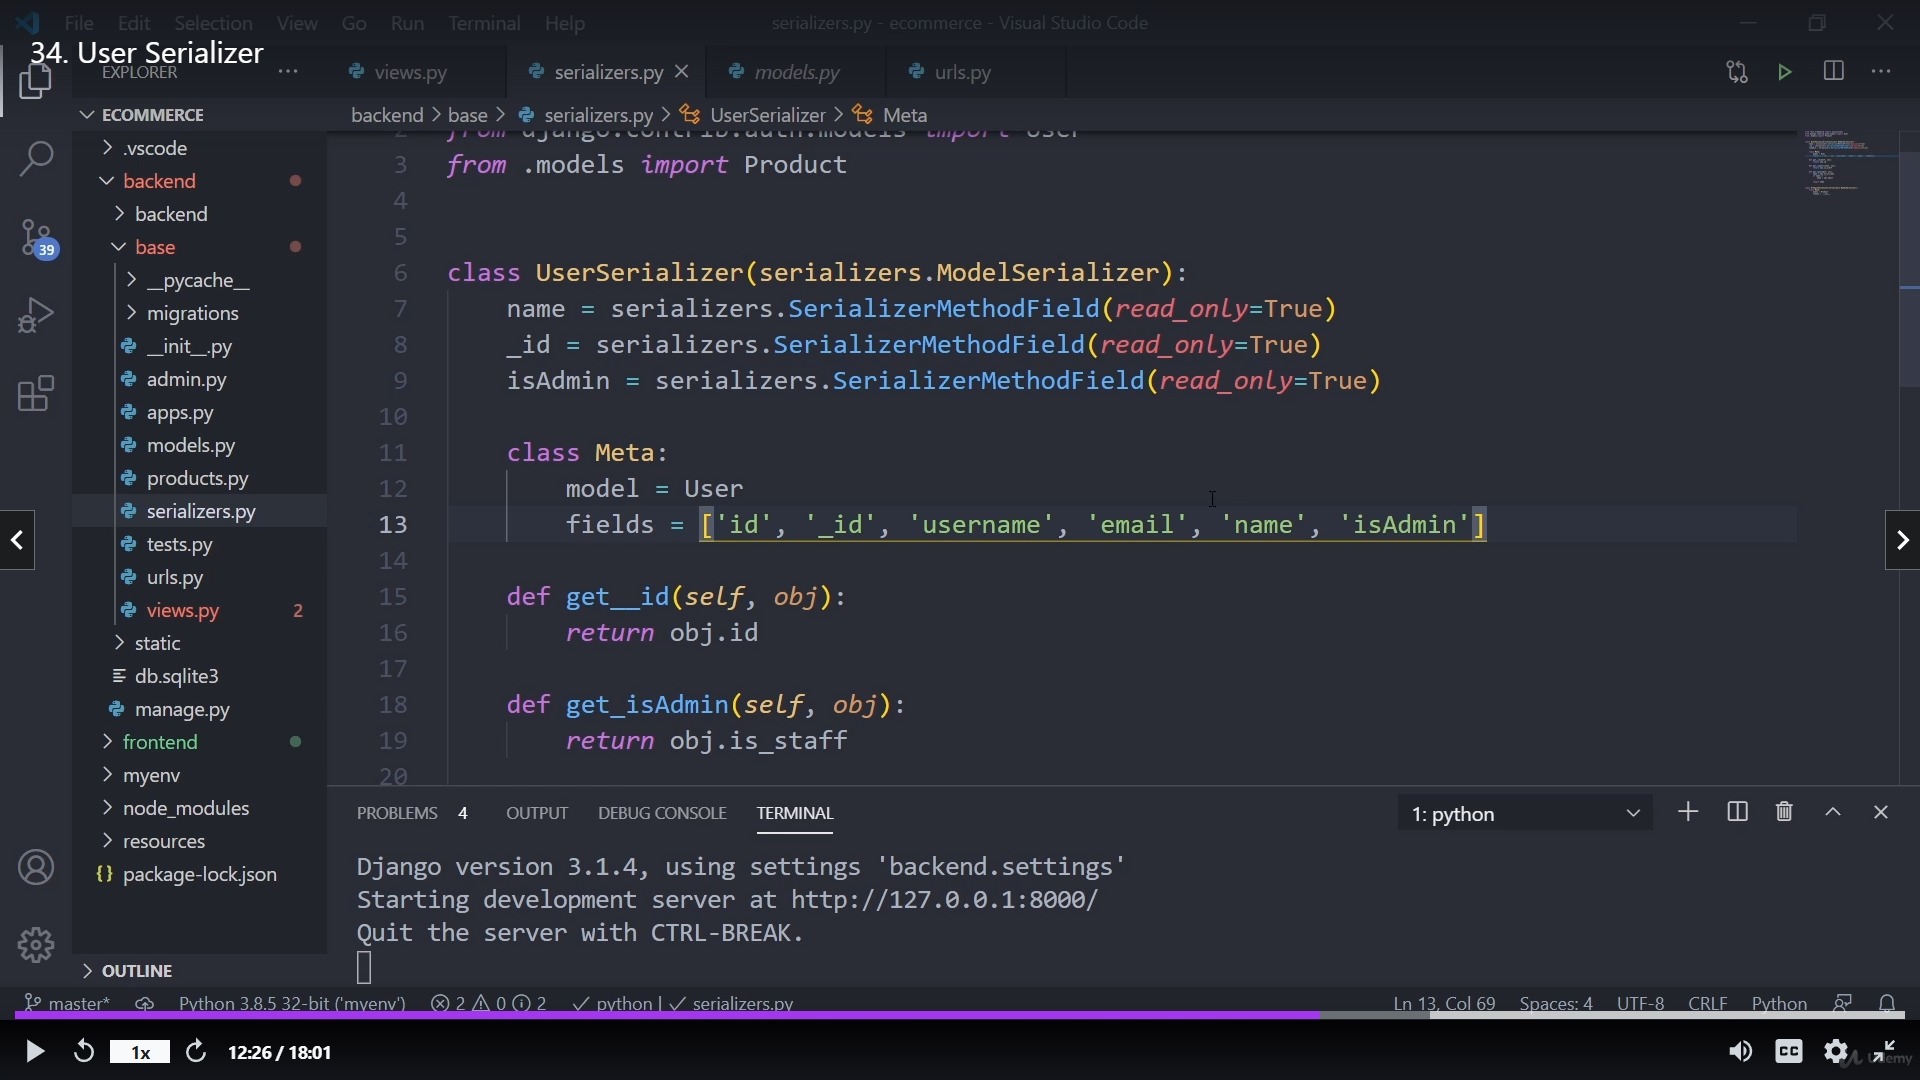 File Edit Selection View Go Run Terminal Help
serializers.py - ecommerce - Visual Studio Code
34. User Serializer
EXPLORER
views.py
serializers.py
models.py
urls.py
ECOMMERCE
backend > base > serializers.py > UserSerializer > Meta
.vscode
backend
backend
base
__pycache__
migrations
__init__.py
admin.py
apps.py
models.py
products.py
serializers.py
tests.py
urls.py
views.py 2
static
db.sqlite3
manage.py
frontend
myenv
node_modules
resources
package-lock.json
OUTLINE
39
2 from django.contrib.auth.models import User
3 from .models import Product
4
5
6 class UserSerializer(serializers.ModelSerializer):
7 name = serializers.SerializerMethodField(read_only=True)
8 _id = serializers.SerializerMethodField(read_only=True)
9 isAdmin = serializers.SerializerMethodField(read_only=True)
10
11 class Meta:
12 model = User
13 fields = ['id', '_id', 'username', 'email', 'name', 'isAdmin']
14
15 def get__id(self, obj):
16 return obj.id
17
18 def get_isAdmin(self, obj):
19 return obj.is_staff
20
PROBLEMS 4 OUTPUT DEBUG CONSOLE TERMINAL
1: python
Django version 3.1.4, using settings 'backend.settings'
Starting development server at http://127.0.0.1:8000/
Quit the server with CTRL-BREAK.
master* Python 3.8.5 32-bit ('myenv') 2 0 2 python | serializers.py
Ln 13, Col 69 Spaces: 4 UTF-8 CRLF Python
1x 12:26 / 18:01
CC
Udemy